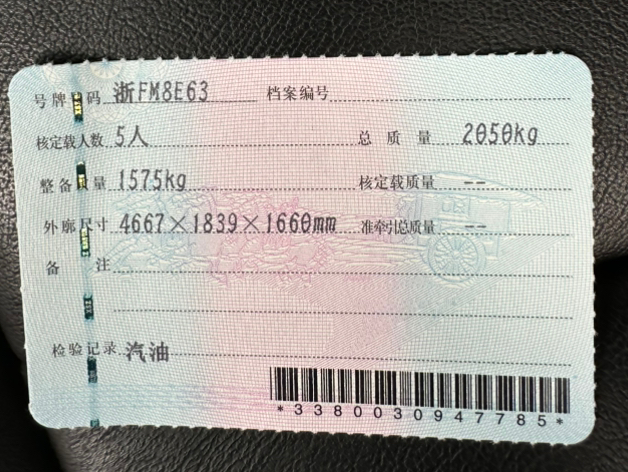 号牌号码 浙FM8E63 档案编号
核定载人数 5人 总质量 2050kg
整备质量 1575kg 核定载质量 --
外廓尺寸 4667×1839×1660mm 准牵引总质量 --
备注
检验记录 汽油
*3380030947785*